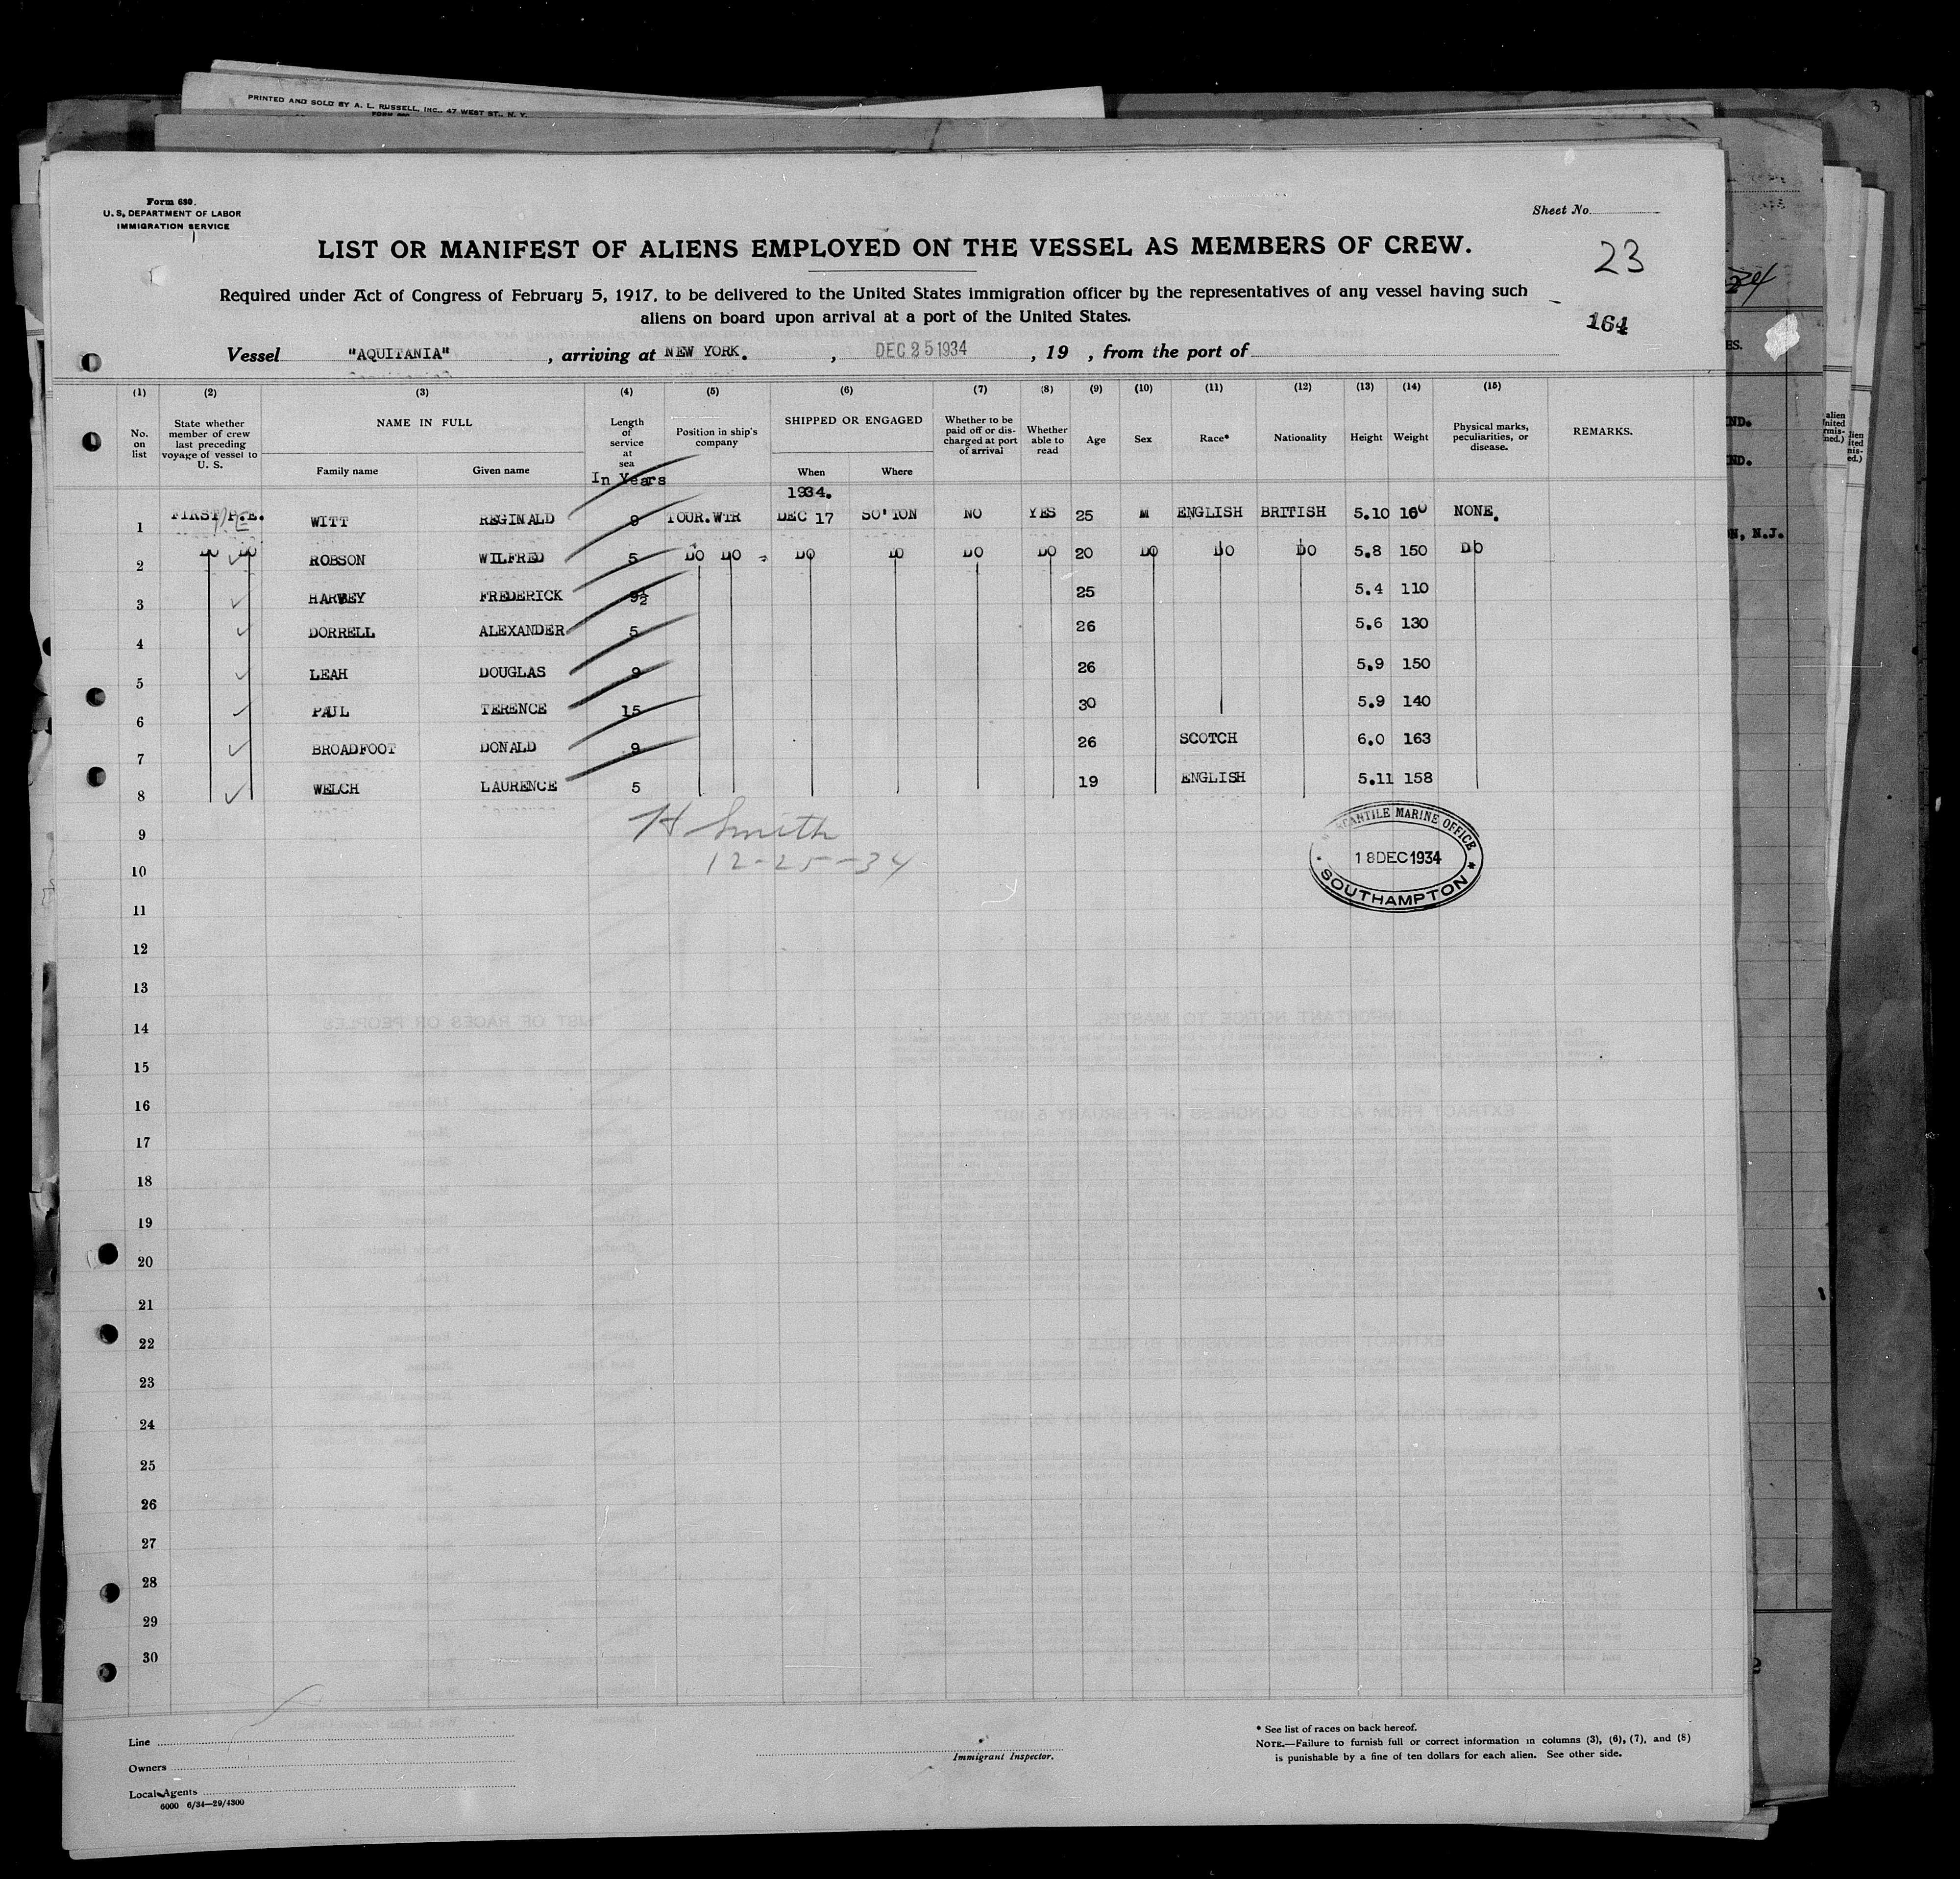 PRINTED AND SOLD BY A. L. RUSSELL, INC., 47 WEST ST., N. Y.
3
Form 680.
U. S. DEPARTMENT OF LABOR
IMMIGRATION SERVICE
Sheet No.
LIST OR MANIFEST OF ALIENS EMPLOYED ON THE VESSEL AS MEMBERS OF CREW.
23
Required under Act of Congress of February 5, 1917, to be delivered to the United States immigration officer by the representatives of any vessel having such
aliens on board upon arrival at a port of the United States.
164
Vessel "AQUITANIA" , arriving at NEW YORK. , DEC 25 1934 , 19 , from the port of
(1) (2) (3) (4) (5) (6) (7) (8) (9) (10) (11) (12) (13) (14) (15)
No. on list
State whether member of crew last preceding voyage of vessel to U. S.
NAME IN FULL
Family name Given name
Length of service at sea
In Years
Position in ship's company
SHIPPED OR ENGAGED
When Where
Whether to be paid off or discharged at port of arrival
Whether able to read
Age
Sex
Race*
Nationality
Height
Weight
Physical marks, peculiarities, or disease.
REMARKS.
1934.
1 FIRST P.E. WITT REGINALD 9 TOUR.WTR DEC 17 SO'TON NO YES 25 M ENGLISH BRITISH 5.10 160 NONE.
2 DO DO ROBSON WILFRED 5 DO DO DO DO DO DO 20 DO DO DO 5.8 150 DO
3 HARVEY FREDERICK 9½ 25 5.4 110
4 DORRELL ALEXANDER 5 26 5.6 130
5 LEAH DOUGLAS 9 26 5.9 150
6 PAUL TERENCE 15 30 5.9 140
7 BROADFOOT DONALD 9 26 SCOTCH 6.0 163
8 WELCH LAURENCE 5 19 ENGLISH 5.11 158
H Smith
12-25-34
MERCANTILE MARINE OFFICE
18 DEC 1934
SOUTHAMPTON
9
10
11
12
13
14
15
16
17
18
19
20
21
22
23
24
25
26
27
28
29
30
Line
Owners
Local Agents
6000 6/34—29/4300
Immigrant Inspector.
* See list of races on back hereof.
NOTE.—Failure to furnish full or correct information in columns (3), (6), (7), and (8)
is punishable by a fine of ten dollars for each alien. See other side.